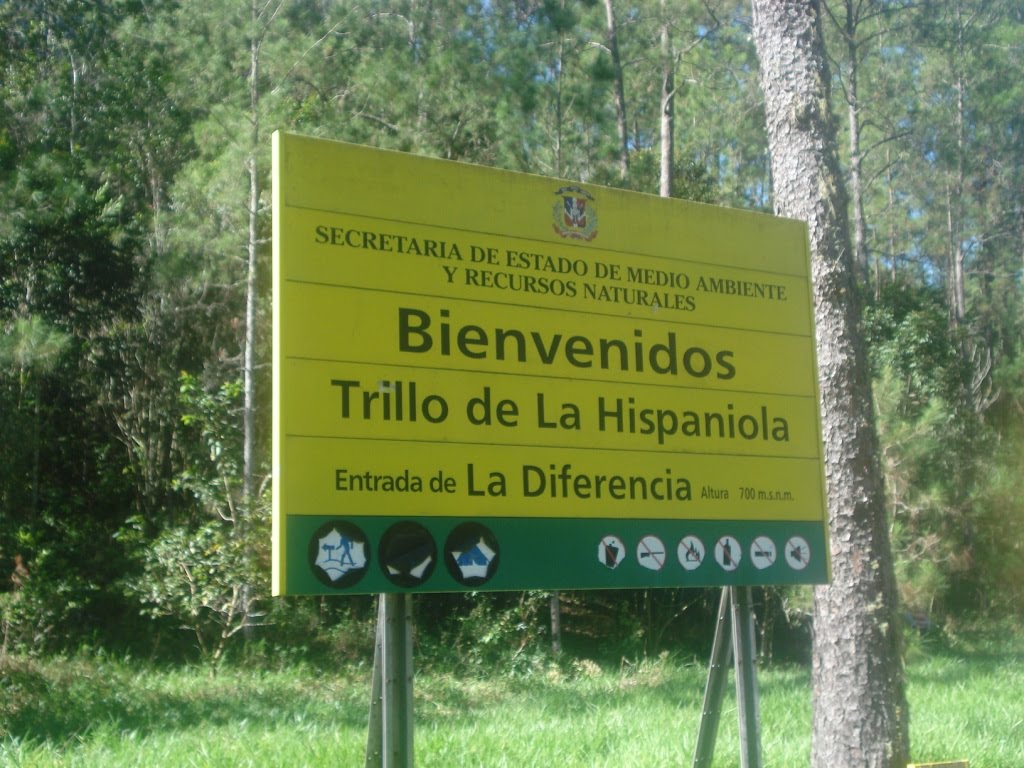 SECRETARIA DE ESTADO DE MEDIO AMBIENTE
Y RECURSOS NATURALES
Bienvenidos
Trillo de La Hispaniola
Entrada de La Diferencia Altura 700 m.s.n.m.